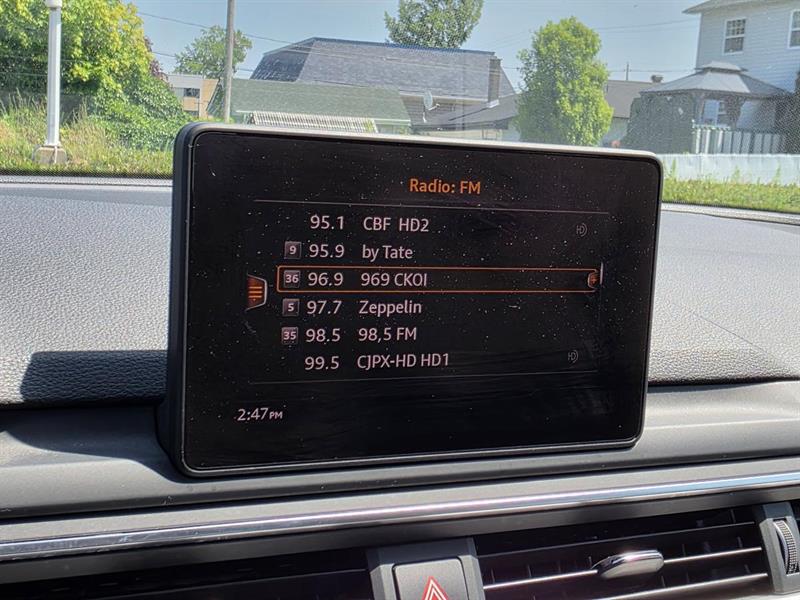 Radio: FM
95.1 CBF HD2
9 95.9 by Tate
36 96.9 969 CKOI
5 97.7 Zeppelin
35 98.5 98,5 FM
99.5 CJPX-HD HD1
2:47PM